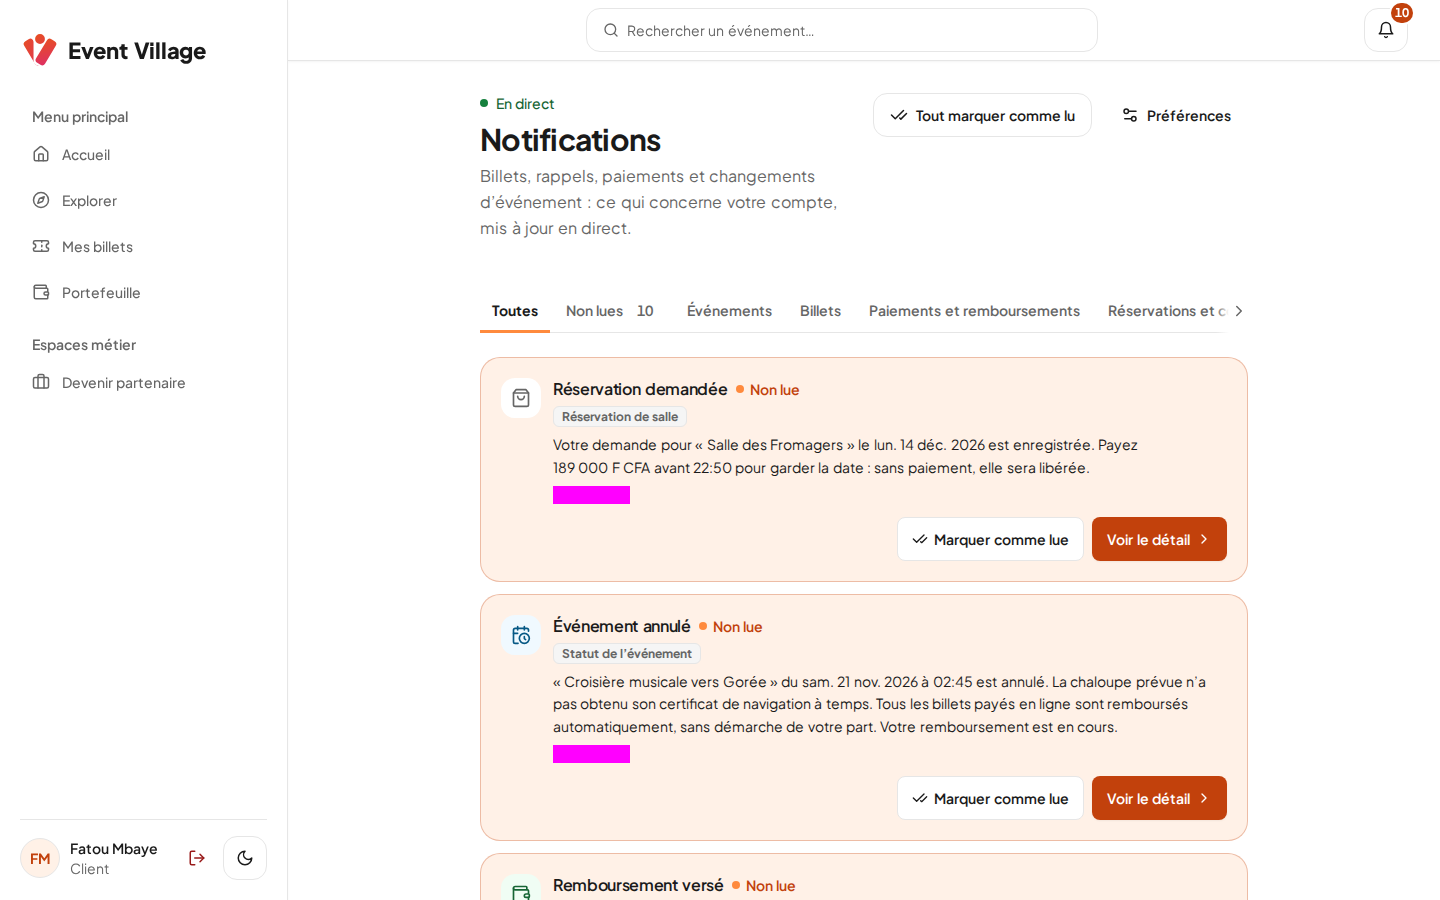 Event Village
Rechercher un événement…
10
Menu principal
Accueil
Explorer
Mes billets
Portefeuille
Espaces métier
Devenir partenaire
FM
Fatou Mbaye
Client
En direct
Notifications
Billets, rappels, paiements et changements
d’événement : ce qui concerne votre compte,
mis à jour en direct.
Tout marquer comme lu
Préférences
Toutes
Non lues 10
Événements
Billets
Paiements et remboursements
Réservations et
Réservation demandée
Non lue
Réservation de salle
Votre demande pour « Salle des Fromagers » le lun. 14 déc. 2026 est enregistrée. Payez
189 000 F CFA avant 22:50 pour garder la date : sans paiement, elle sera libérée.
Marquer comme lue
Voir le détail
Événement annulé
Non lue
Statut de l’événement
« Croisière musicale vers Gorée » du sam. 21 nov. 2026 à 02:45 est annulé. La chaloupe prévue n’a
pas obtenu son certificat de navigation à temps. Tous les billets payés en ligne sont remboursés
automatiquement, sans démarche de votre part. Votre remboursement est en cours.
Marquer comme lue
Voir le détail
Remboursement versé
Non lue